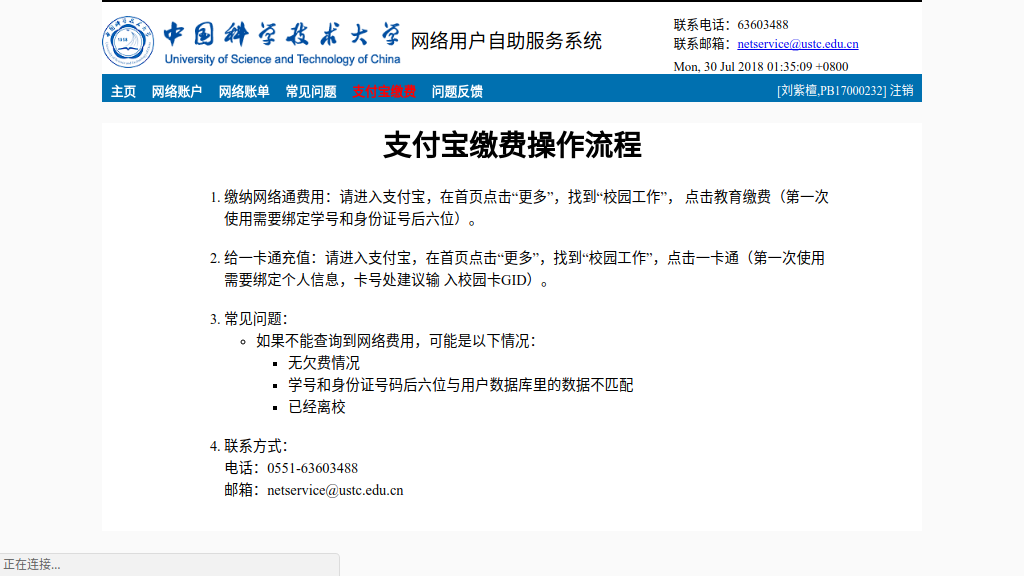 中国科学技术大学
University of Science and Technology of China
网络用户自助服务系统
联系电话：63603488
联系邮箱：netservice@ustc.edu.cn
Mon, 30 Jul 2018 01:35:09 +0800
主页 网络账户 网络账单 常见问题 支付宝缴费 问题反馈 [刘紫檀,PB17000232] 注销
支付宝缴费操作流程
1. 缴纳网络通费用：请进入支付宝，在首页点击“更多”，找到“校园工作”， 点击教育缴费（第一次
使用需要绑定学号和身份证号后六位）。
2. 给一卡通充值：请进入支付宝，在首页点击“更多”，找到“校园工作”，点击一卡通（第一次使用
需要绑定个人信息，卡号处建议输 入校园卡GID）。
3. 常见问题：
如果不能查询到网络费用，可能是以下情况：
无欠费情况
学号和身份证号码后六位与用户数据库里的数据不匹配
已经离校
4. 联系方式：
电话：0551-63603488
邮箱：netservice@ustc.edu.cn
正在连接...